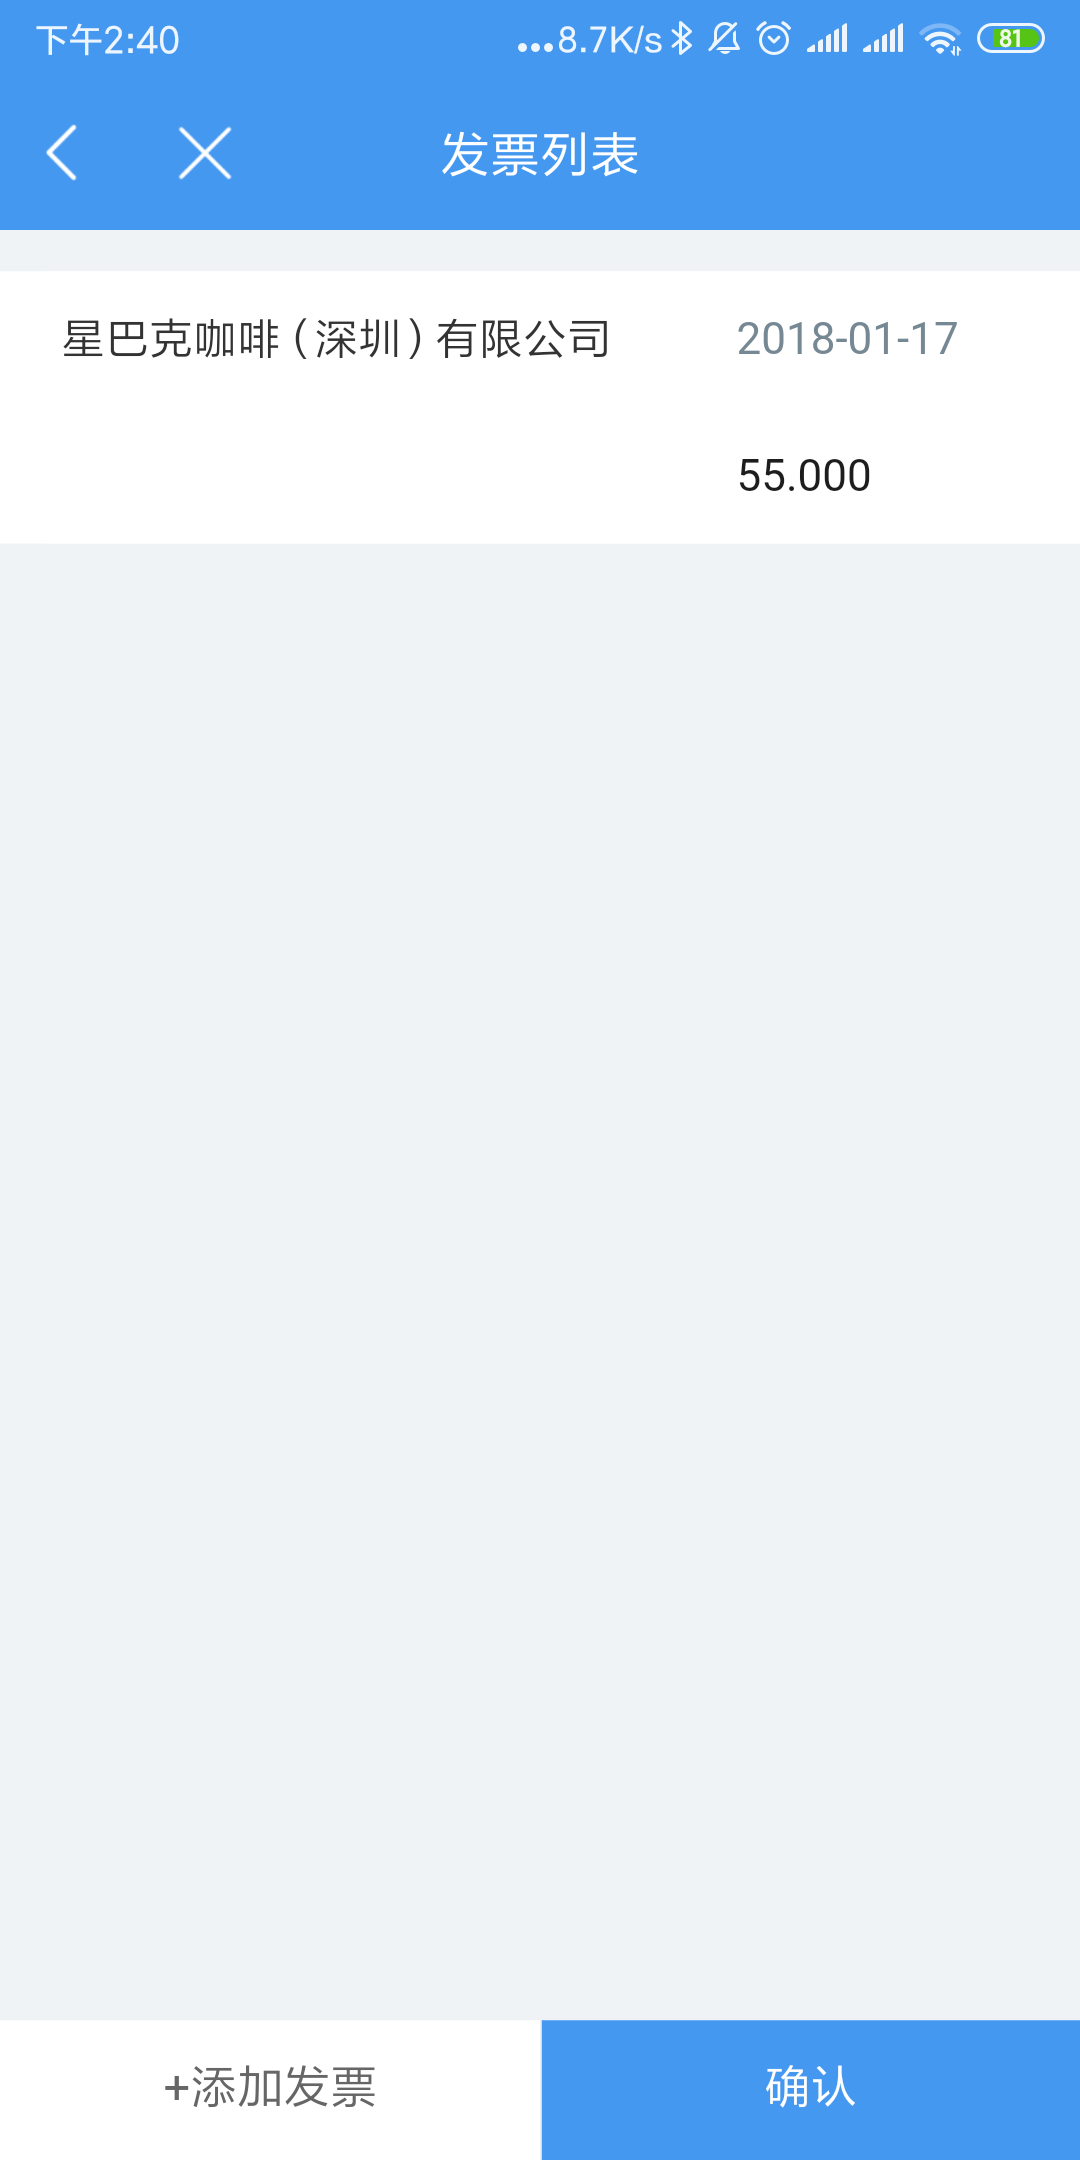 下午2:40 ...8.7K/s 81
发票列表
星巴克咖啡(深圳)有限公司 2018-01-17
55.000
+添加发票 确认